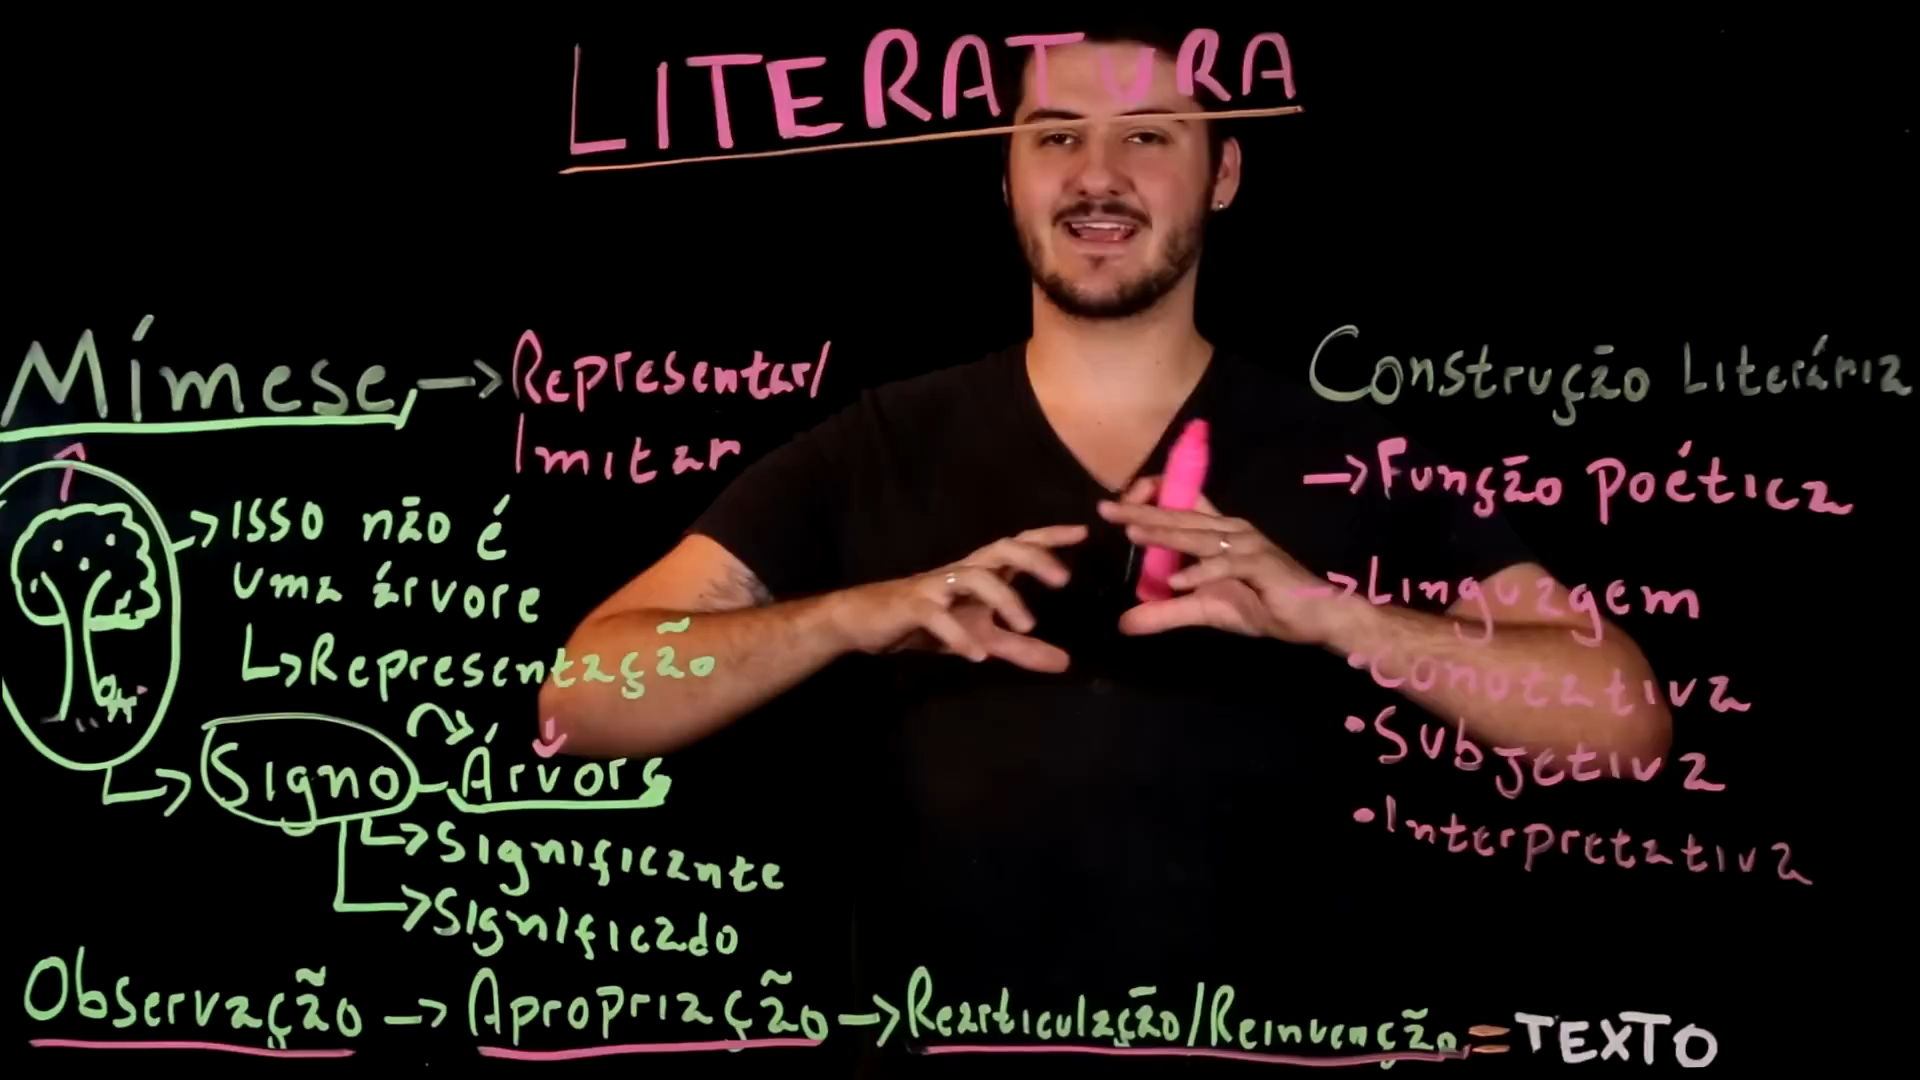 LITERATURA
Mímese → Representar/
Imitar
→ Isso não é
uma árvore
↳ Representação
→ Signo - Árvore
↳ Significante
↳ Significado
Construção Literária
→ Função poética
→ Linguagem
• Conotativa
• Subjetiva
• Interpretativa
Observação → Apropriação → Rearticulação/Reinvenção = TEXTO